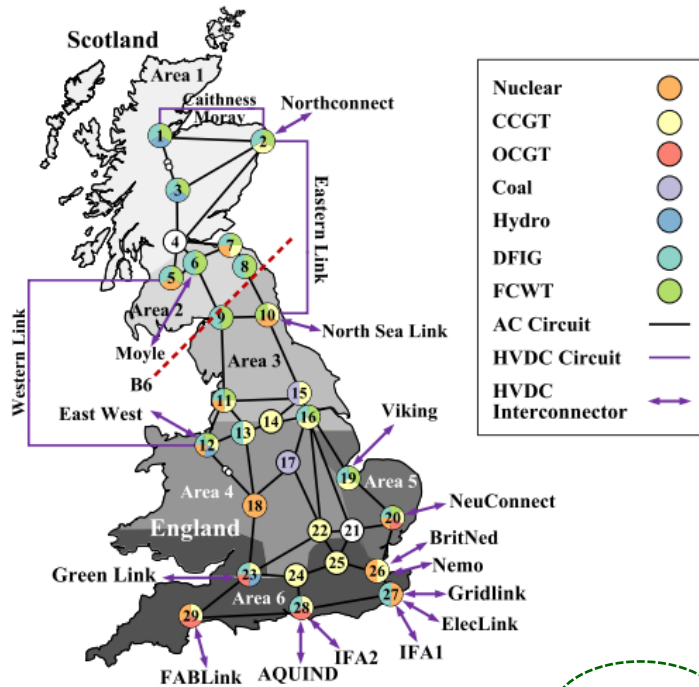 Scotland
Area 1
Caithness
Moray
Northconnect
1
2
3
4
5
6
7
8
Eastern Link
Area 2
9
10
North Sea Link
Moyle
B6
Western Link
Area 3
East West
11
12
13
14
15
16
Viking
17
18
19
Area 4
Area 5
20
NeuConnect
England
21
22
BritNed
Nemo
23
24
25
26
Green Link
Area 6
27
Gridlink
ElecLink
28
29
IFA1
IFA2
AQUIND
FABLink
Nuclear
CCGT
OCGT
Coal
Hydro
DFIG
FCWT
AC Circuit
HVDC Circuit
HVDC
Interconnector